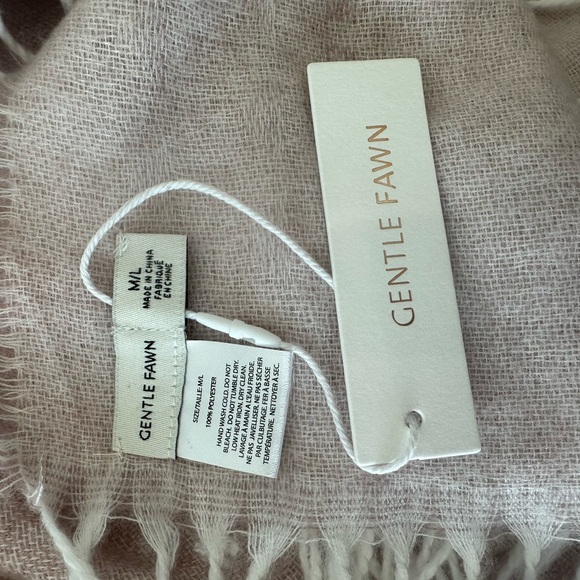 GENTLE FAWN
M/L
MADE IN CHINA
FABRIQUÉ
EN CHINE
GENTLE FAWN
SIZE/TAILLE: M/L
100% POLYESTER
HAND WASH COLD, DO NOT
BLEACH. DO NOT TUMBLE DRY.
LOW HEAT IRON, DRY CLEAN.
LAVAGE À MAIN A L'EAU FROIDE.
NE PAS JAVELLISER, NE PAS SÉCHER
PAR CULBUTAGE. FER À BASSE
TEMPÉRATURE. NETTOYER À SEC.